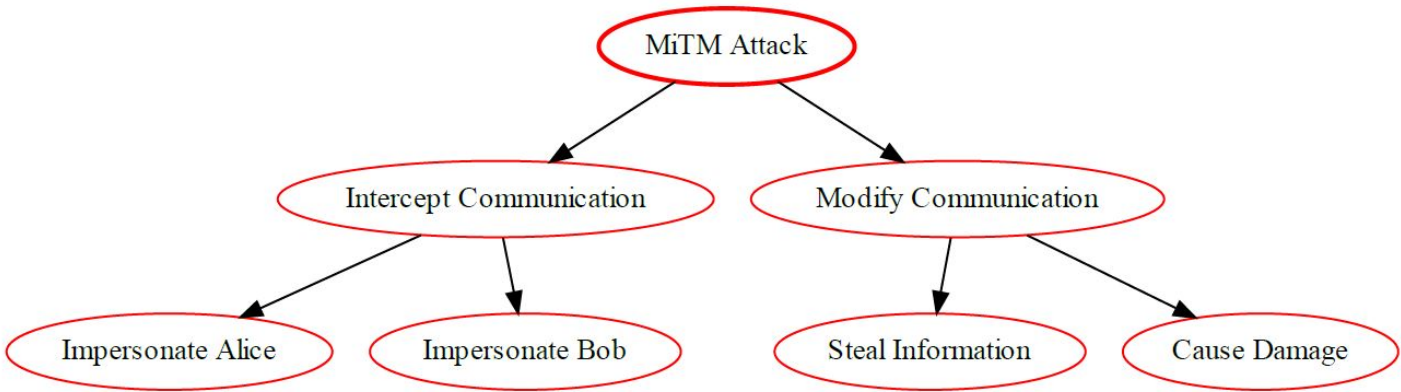 MiTM Attack
Intercept Communication
Modify Communication
Impersonate Alice
Impersonate Bob
Steal Information
Cause Damage